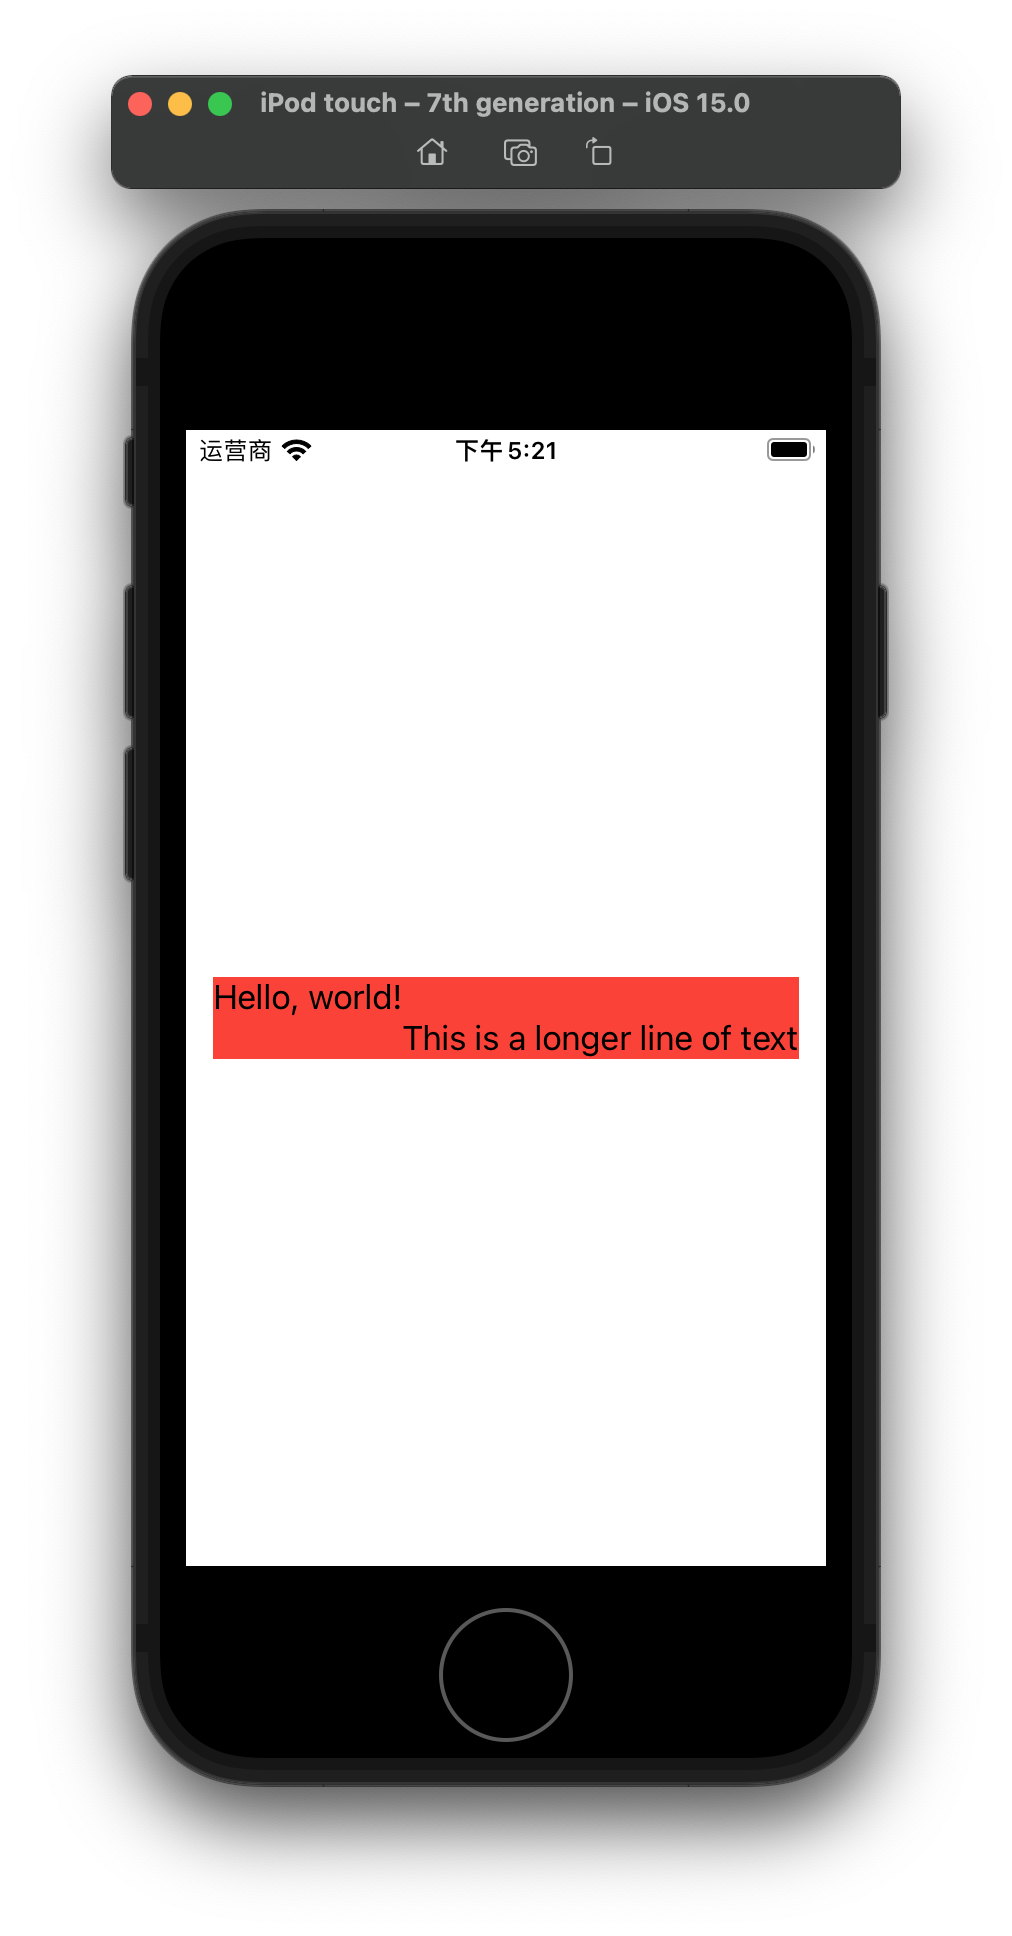 iPod touch – 7th generation – iOS 15.0
运营商 下午 5:21
Hello, world!
This is a longer line of text